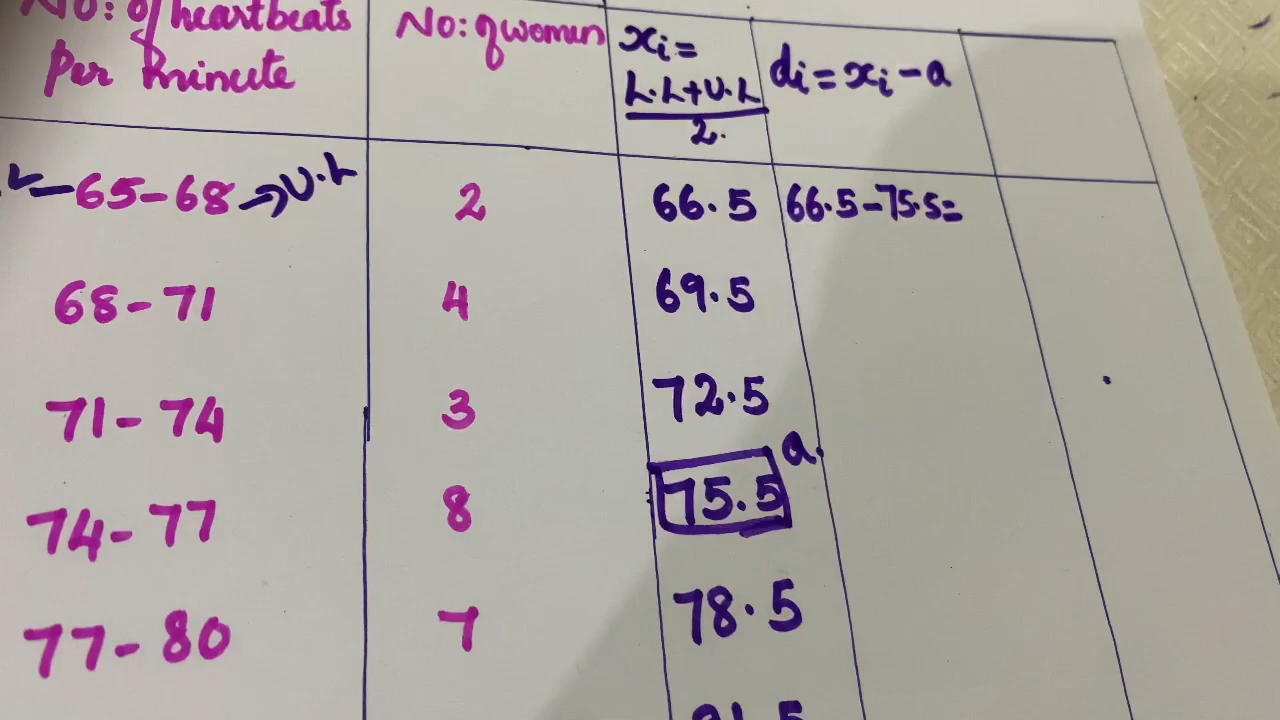 No: of heartbeats
Per minute
No: of women
xi =
L.L+U.L
2.
di = xi - a
65-68 → U.L
2
66.5
66.5-75.5=
68-71
4
69.5
71-74
3
72.5
74-77
8
75.5
a.
77-80
7
78.5